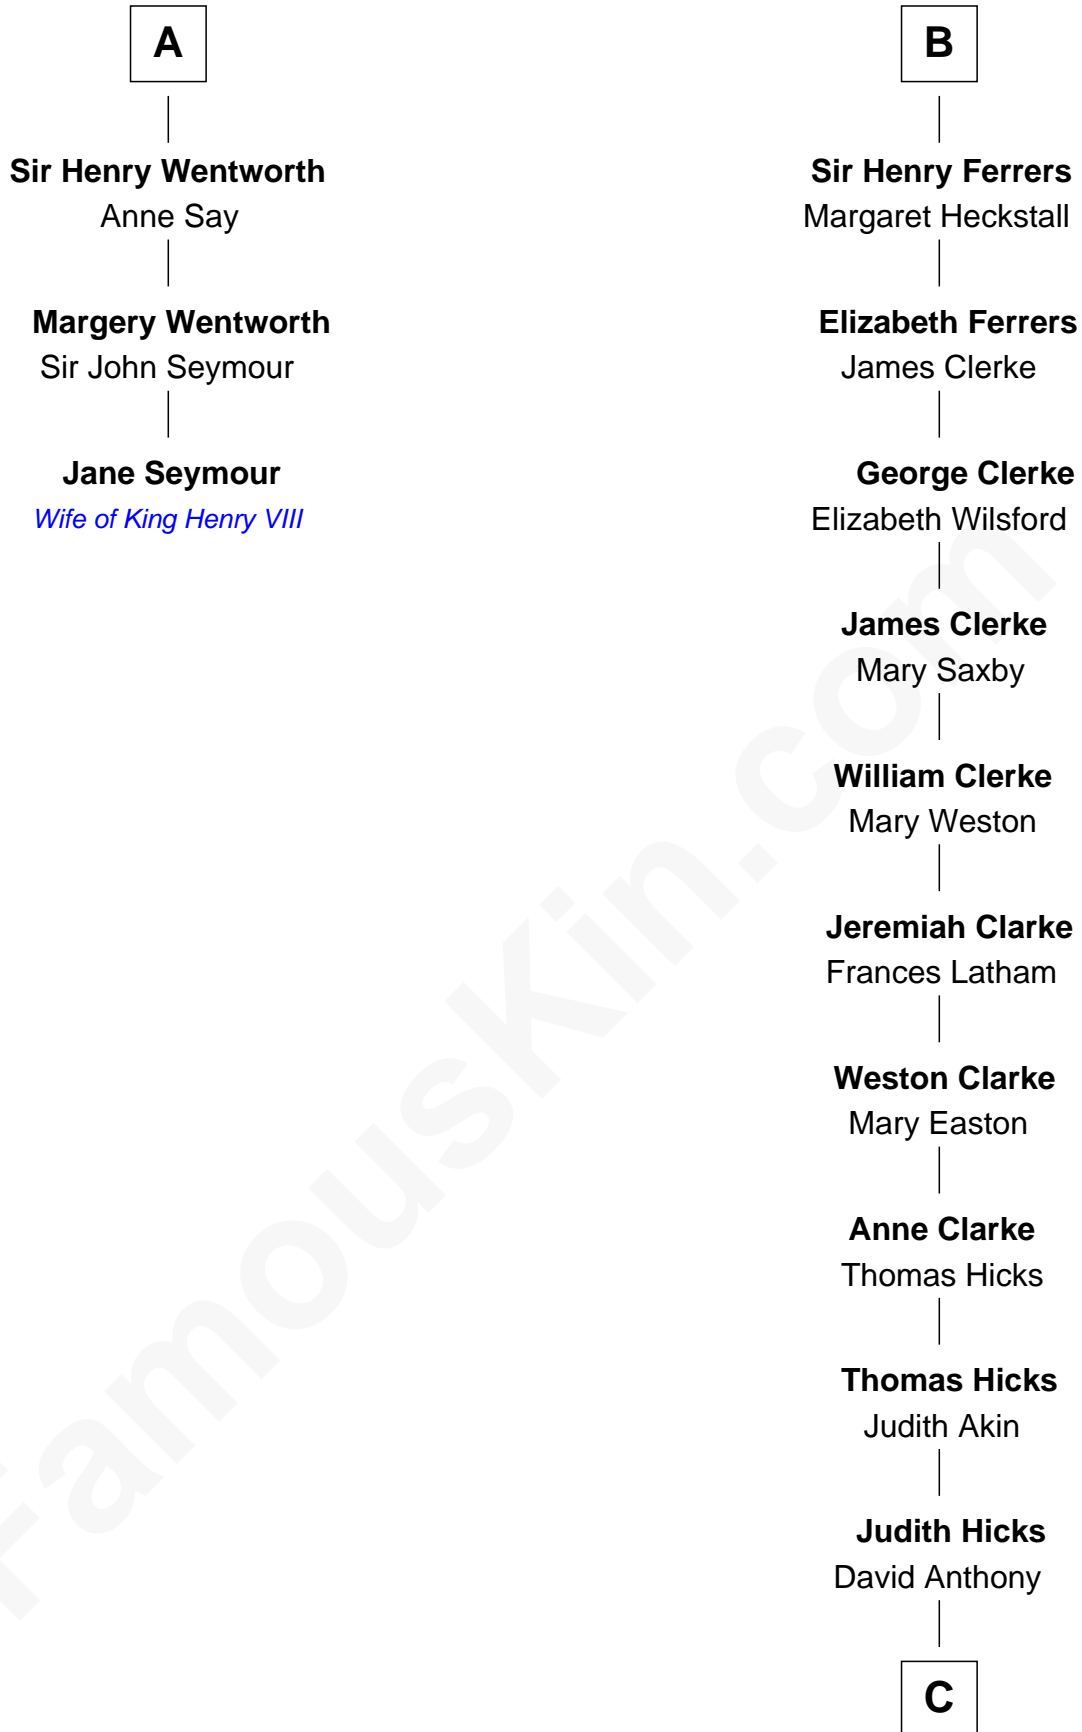 A
Sir Henry Wentworth
Anne Say
Margery Wentworth
Sir John Seymour
Jane Seymour
Wife of King Henry VIII
B
Sir Henry Ferrers
Margaret Heckstall
Elizabeth Ferrers
James Clerke
George Clerke
Elizabeth Wilsford
James Clerke
Mary Saxby
William Clerke
Mary Weston
Jeremiah Clarke
Frances Latham
Weston Clarke
Mary Easton
Anne Clarke
Thomas Hicks
Thomas Hicks
Judith Akin
Judith Hicks
David Anthony
C
FamousKin.com